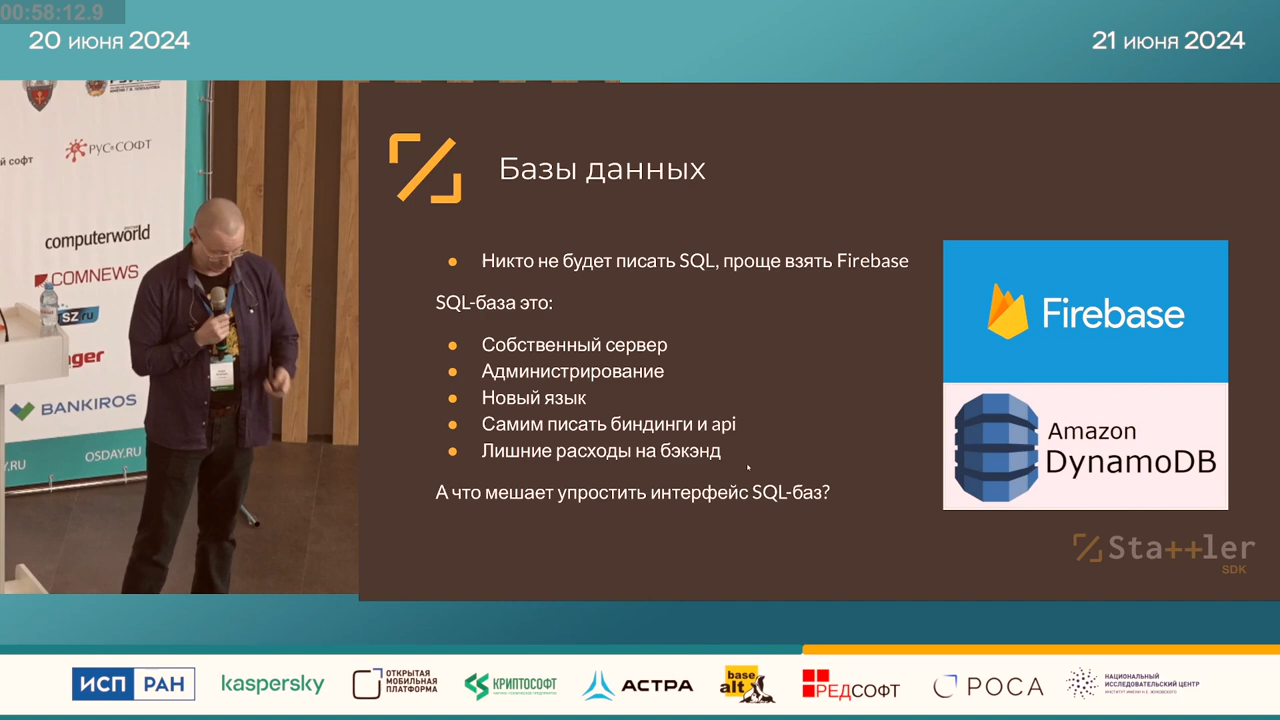 00:58:12.9
20 июня 2024
21 июня 2024
РУССОФТ
й софт
computerworld
COMNEWS
SZ.ru
BANKIROS
OSDAY.RU
Базы данных
Никто не будет писать SQL, проще взять Firebase
SQL-база это:
Собственный сервер
Администрирование
Новый язык
Самим писать биндинги и api
Лишние расходы на бэкэнд
А что мешает упростить интерфейс SQL-баз?
Firebase
Amazon
DynamoDB
Sta++ler
SDK
ИСП РАН
kaspersky
ОТКРЫТАЯ
МОБИЛЬНАЯ
ПЛАТФОРМА
КРИПТОСОФТ
АСТРА
base
alt
РЕДСОФТ
РОСА
НАЦИОНАЛЬНЫЙ
ИССЛЕДОВАТЕЛЬСКИЙ ЦЕНТР